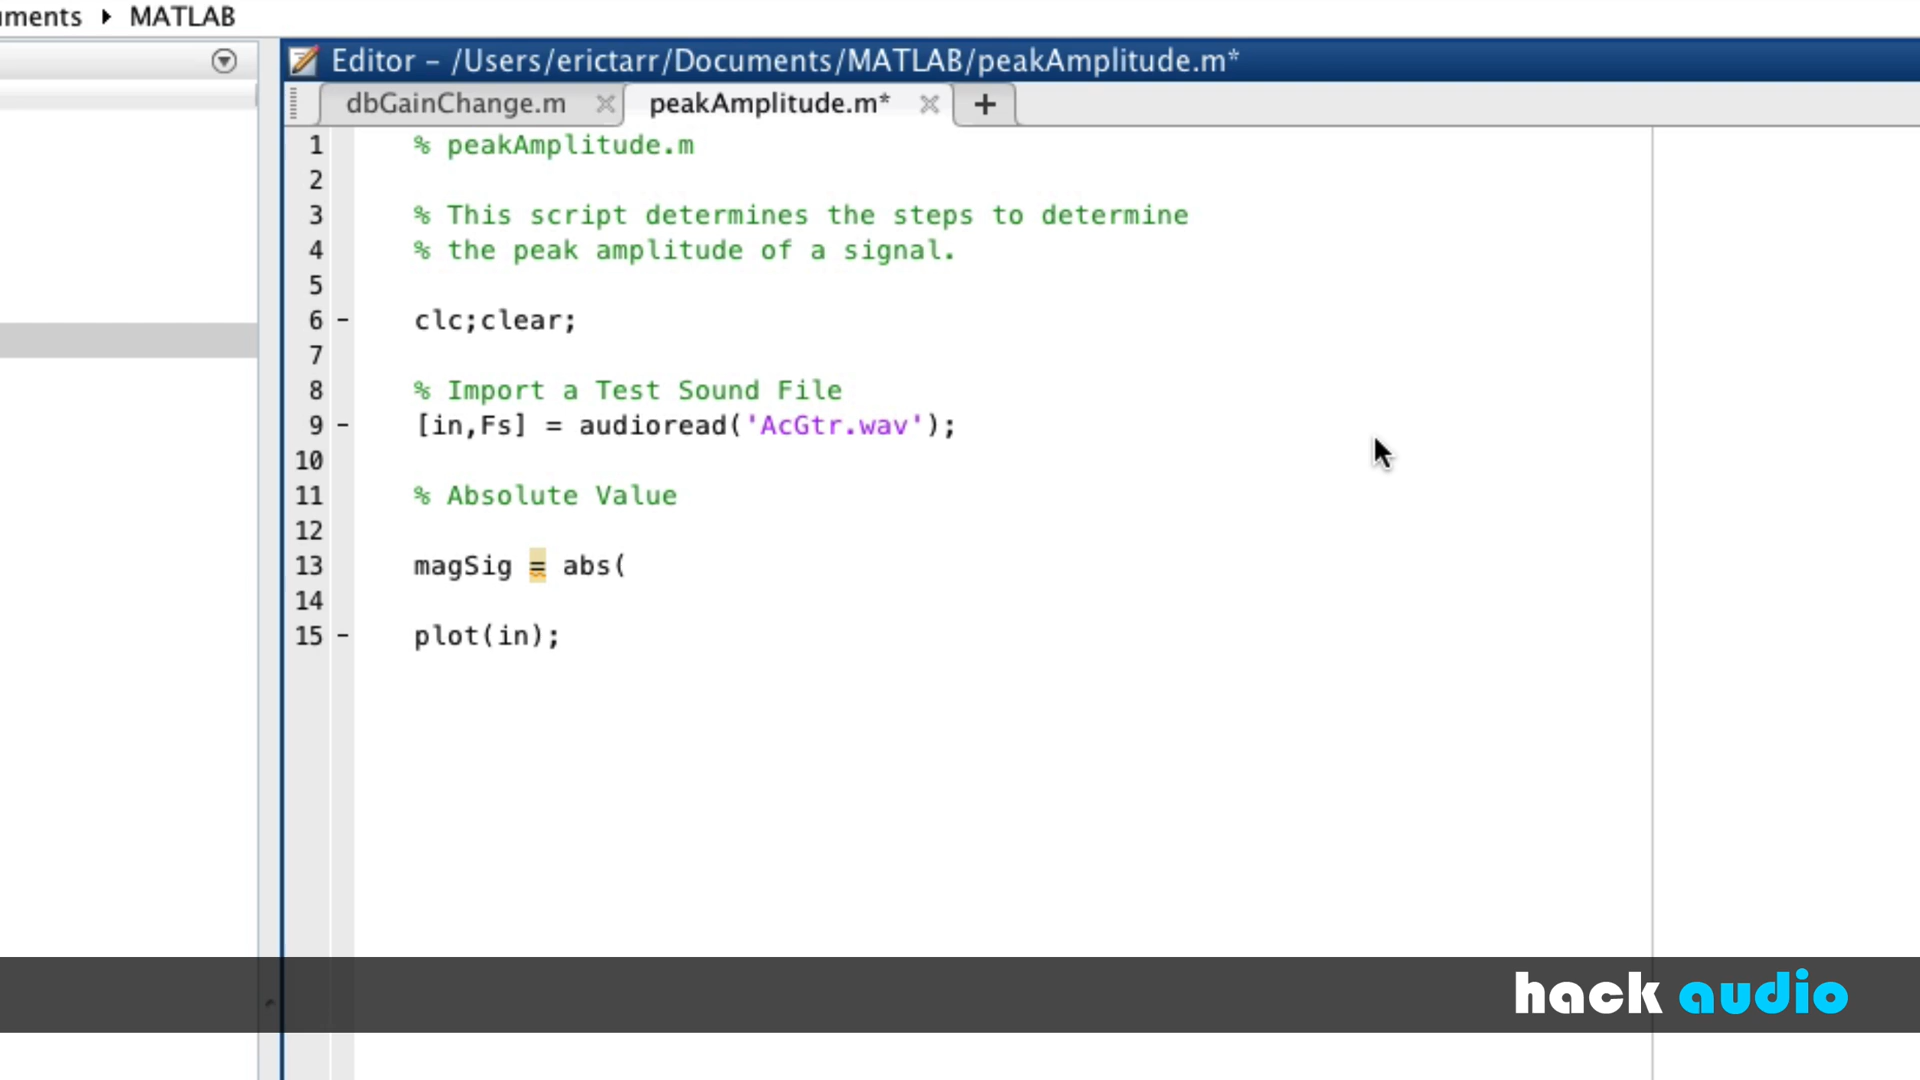 uments ▸ MATLAB
Editor – /Users/erictarr/Documents/MATLAB/peakAmplitude.m*
dbGainChange.m × peakAmplitude.m* × +
1 % peakAmplitude.m
2
3 % This script determines the steps to determine
4 % the peak amplitude of a signal.
5
6 – clc;clear;
7
8 % Import a Test Sound File
9 – [in,Fs] = audioread('AcGtr.wav');
10
11 % Absolute Value
12
13 magSig = abs(
14
15 – plot(in);
hack audio